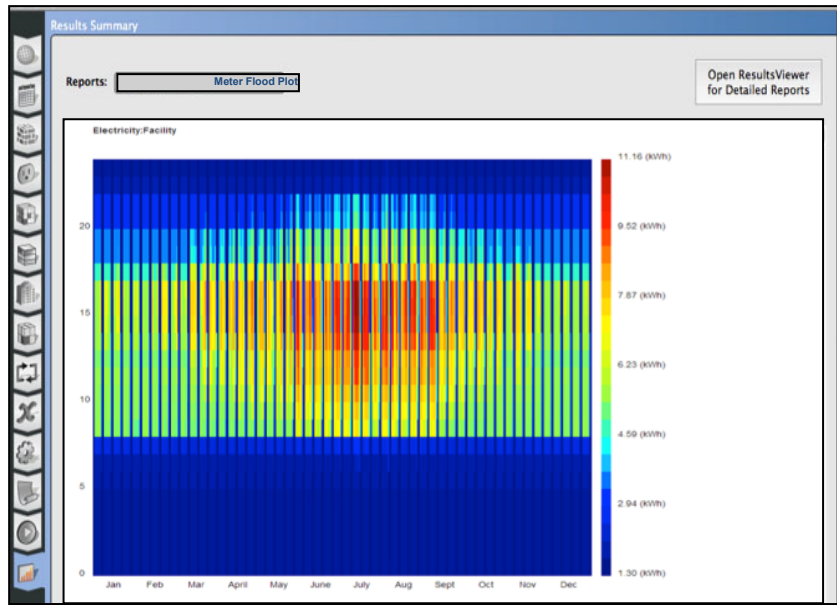 Results Summary
Reports: Meter Flood Plot
Open ResultsViewer
for Detailed Reports
Electricity:Facility
11.16 (kWh)
9.52 (kWh)
7.87 (kWh)
6.23 (kWh)
4.59 (kWh)
2.94 (kWh)
1.30 (kWh)
20
15
10
5
0
Jan Feb Mar April May June July Aug Sept Oct Nov Dec